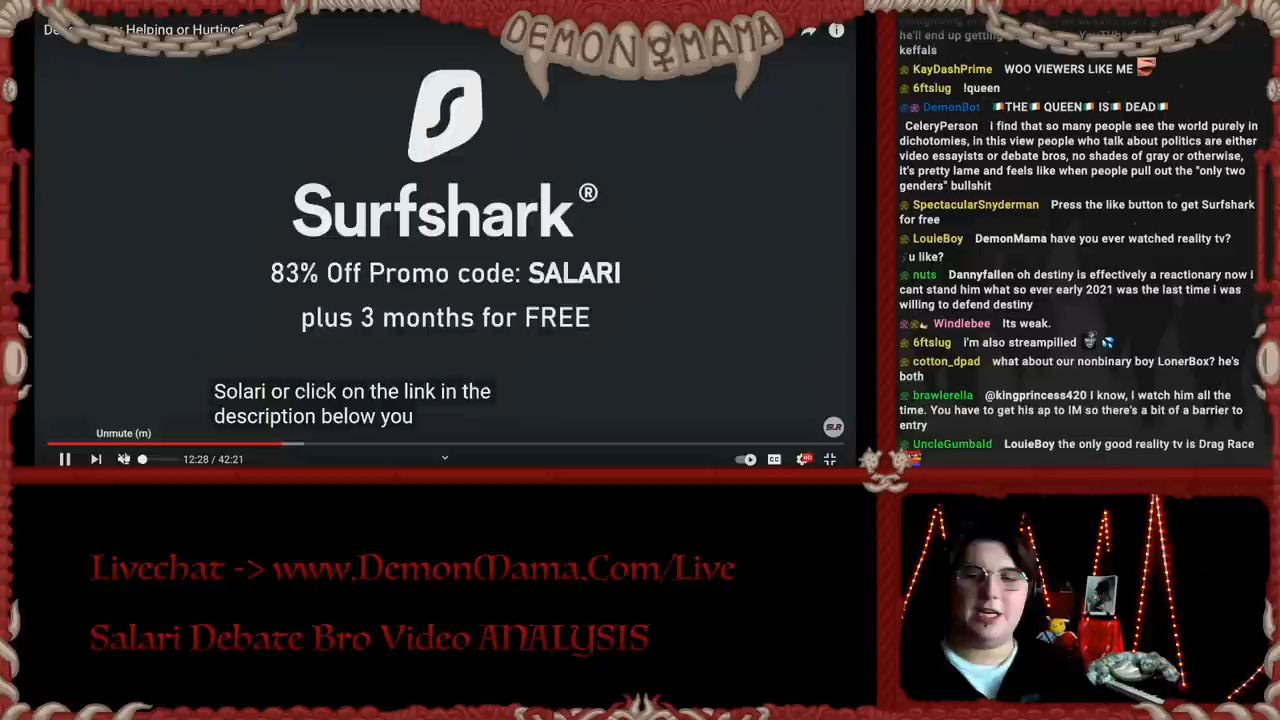 De
: Helping or Hurting?
DEMON MAMA
Surfshark®
83% Off Promo code: SALARI
plus 3 months for FREE
Solari or click on the link in the
description below you
Unmute (m)
12:28 / 42:21
CC
HD
SLR
he'll end up getting
keffals
KayDashPrime WOO VIEWERS LIKE ME
6ftslug !queen
DemonBot THE QUEEN IS DEAD
CeleryPerson i find that so many people see the world purely in
dichotomies, in this view people who talk about politics are either
video essayists or debate bros, no shades of gray or otherwise,
it's pretty lame and feels like when people pull out the "only two
genders" bullshit
SpectacularSnyderman Press the like button to get Surfshark
for free
LouieBoy DemonMama have you ever watched reality tv?
u like?
nuts Dannyfallen oh destiny is effectively a reactionary now i
cant stand him what so ever early 2021 was the last time i was
willing to defend destiny
Windlebee Its weak.
6ftslug i'm also streampilled
cotton_dpad what about our nonbinary boy LonerBox? he's
both
brawlerella @kingprincess420 I know, I watch him all the
time. You have to get his ap to IM so there's a bit of a barrier to
entry
UncleGumbald LouieBoy the only good reality tv is Drag Race
Livechat -> www.DemonMama.Com/Live
Salari Debate Bro Video ANALYSIS